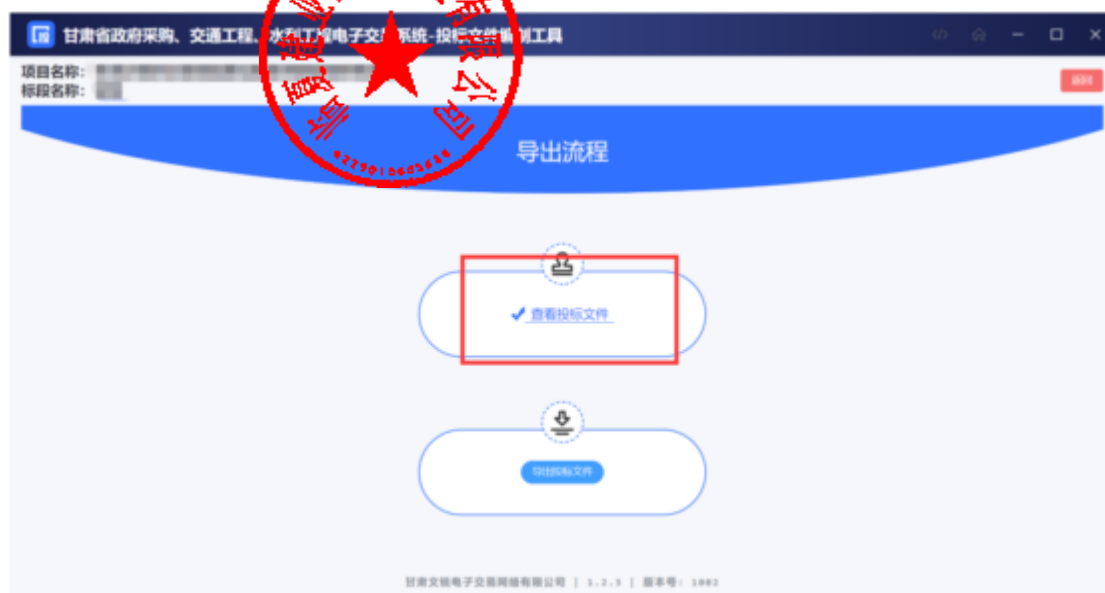 甘肃省政府采购、交通工程、水利工程电子交易系统-投标文件编制工具
项目名称:
标段名称:
返回
导出流程
查看投标文件
导出投标文件
甘肃文锐电子交易网络有限公司 | 1.2.3 | 版本号: 1002